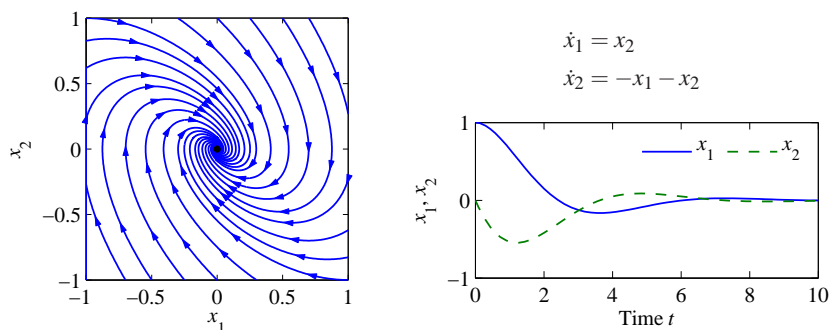 1
0.5
0
−0.5
−1
x₂
−1 −0.5 0 0.5 1
x₁
ẋ₁ = x₂
ẋ₂ = −x₁ − x₂
1
0
−1
x₁, x₂
x₁ x₂
0 2 4 6 8 10
Time t